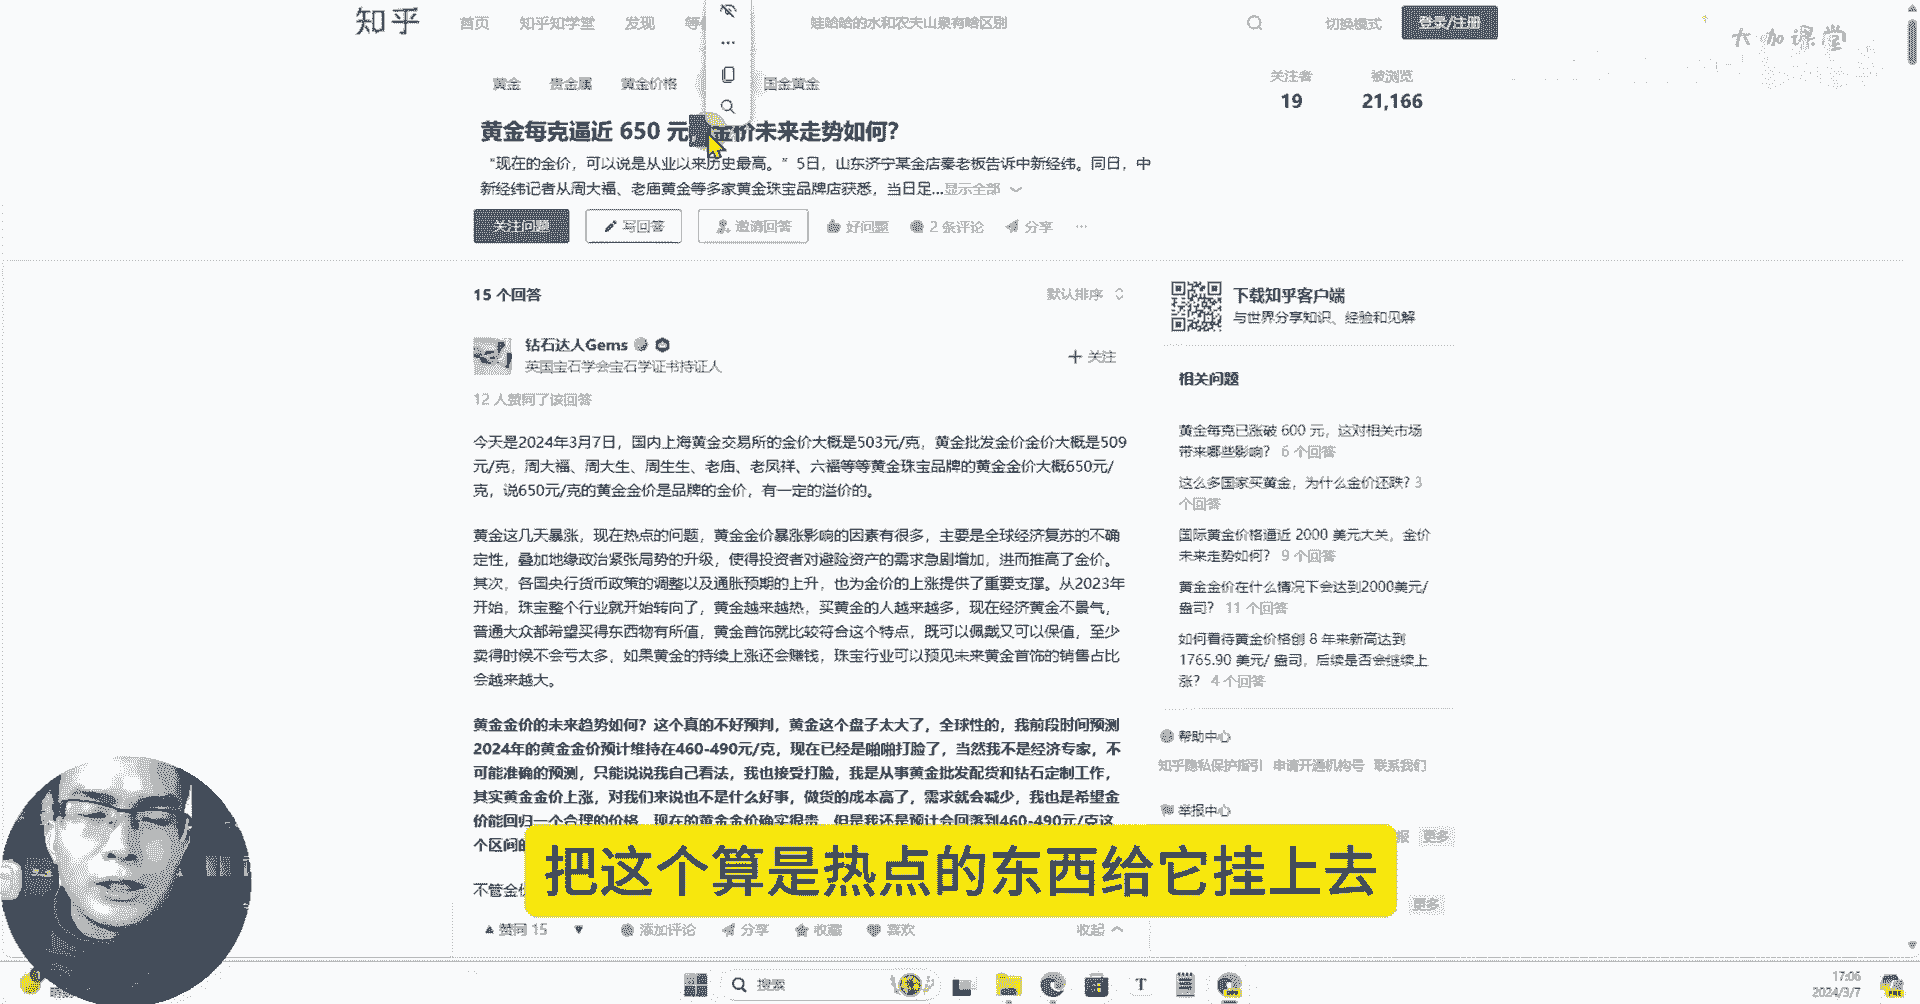 知乎
首页 知乎知学堂 发现
娃哈哈的水和农夫山泉有啥区别
切换模式
登录/注册
大咖课堂
黄金 贵金属 黄金价格 国金黄金
关注者
19
被浏览
21,166
黄金每克逼近 650 元 金价未来走势如何?
“现在的金价，可以说是从业以来历史最高。”5日，山东济宁某金店秦老板告诉中新经纬。同日，中
新经纬记者从周大福、老庙黄金等多家黄金珠宝品牌店获悉，当日足...显示全部
关注问题 写回答 邀请回答 好问题 2 条评论 分享 ...
15 个回答
默认排序
钻石达人Gems
英国宝石学会宝石学证书持证人
+ 关注
12 人赞同了该回答
今天是2024年3月7日，国内上海黄金交易所的金价大概是503元/克，黄金批发金价金价大概是509
元/克，周大福、周大生、周生生、老庙、老凤祥、六福等等黄金珠宝品牌的黄金金价大概650元/
克，说650元/克的黄金金价是品牌的金价，有一定的溢价的。
黄金这几天暴涨，现在热点的问题，黄金金价暴涨影响的因素有很多，主要是全球经济复苏的不确
定性，叠加地缘政治紧张局势的升级，使得投资者对避险资产的需求急剧增加，进而推高了金价。
其次，各国央行货币政策的调整以及通胀预期的上升，也为金价的上涨提供了重要支撑。从2023年
开始，珠宝整个行业就开始转向了，黄金越来越热，买黄金的人越来越多，现在经济黄金不景气，
普通大众都希望买得东西物有所值，黄金首饰就比较符合这个特点，既可以佩戴又可以保值，至少
卖得时候不会亏太多，如果黄金的持续上涨还会赚钱，珠宝行业可以预见未来黄金首饰的销售占比
会越来越大。
黄金金价的未来趋势如何？这个真的不好预判，黄金这个盘子太大了，全球性的，我前段时间预测
2024年的黄金金价预计维持在460-490元/克，现在已经是啪啪打脸了，当然我不是经济专家，不
可能准确的预测，只能说说我自己看法，我也接受打脸，我是从事黄金批发配货和钻石定制工作，
其实黄金金价上涨，对我们来说也不是什么好事，做货的成本高了，需求就会减少，我也是希望金
价能回归一个合理的价格，现在的黄金金价确实很贵，但是我还是预计会回落到460-490元/克这
个区间的
不管金
赞同 15 添加评论 分享 收藏 喜欢 收起
下载知乎客户端
与世界分享知识、经验和见解
相关问题
黄金每克已涨破 600 元，这对相关市场
带来哪些影响？ 6 个回答
这么多国家买黄金，为什么金价还跌? 3
个回答
国际黄金价格逼近 2000 美元大关，金价
未来走势如何？ 9 个回答
黄金金价在什么情况下会达到2000美元/
盎司？ 11 个回答
如何看待黄金价格创 8 年来新高达到
1765.90 美元/ 盎司，后续是否会继续上
涨？ 4 个回答
帮助中心
知乎隐私保护指引 申请开通机构号 联系我们
举报中心
报 更多
更多
把这个算是热点的东西给它挂上去
搜索
17:06
2024/3/7